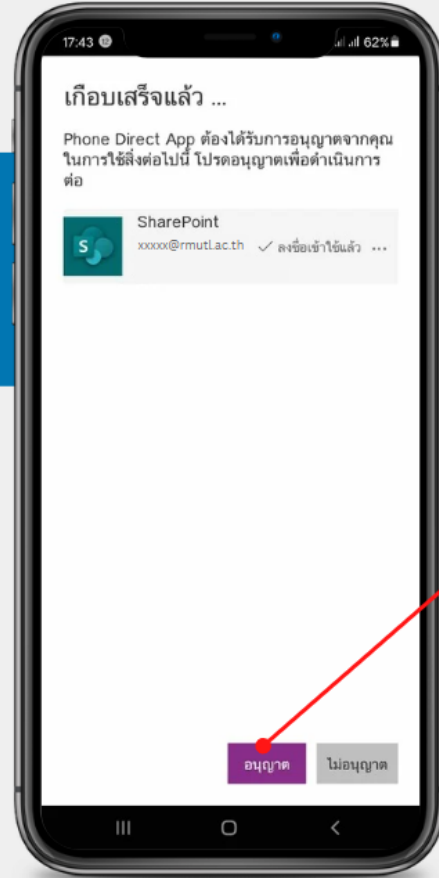 17:43
62%
เกือบเสร็จแล้ว ...
Phone Direct App ต้องได้รับการอนุญาตจากคุณ
ในการใช้สิ่งต่อไปนี้ โปรดอนุญาตเพื่อดำเนินการ
ต่อ
SharePoint
xxxxx@rmutl.ac.th ✓ ลงชื่อเข้าใช้แล้ว ...
S
อนุญาต ไม่อนุญาต